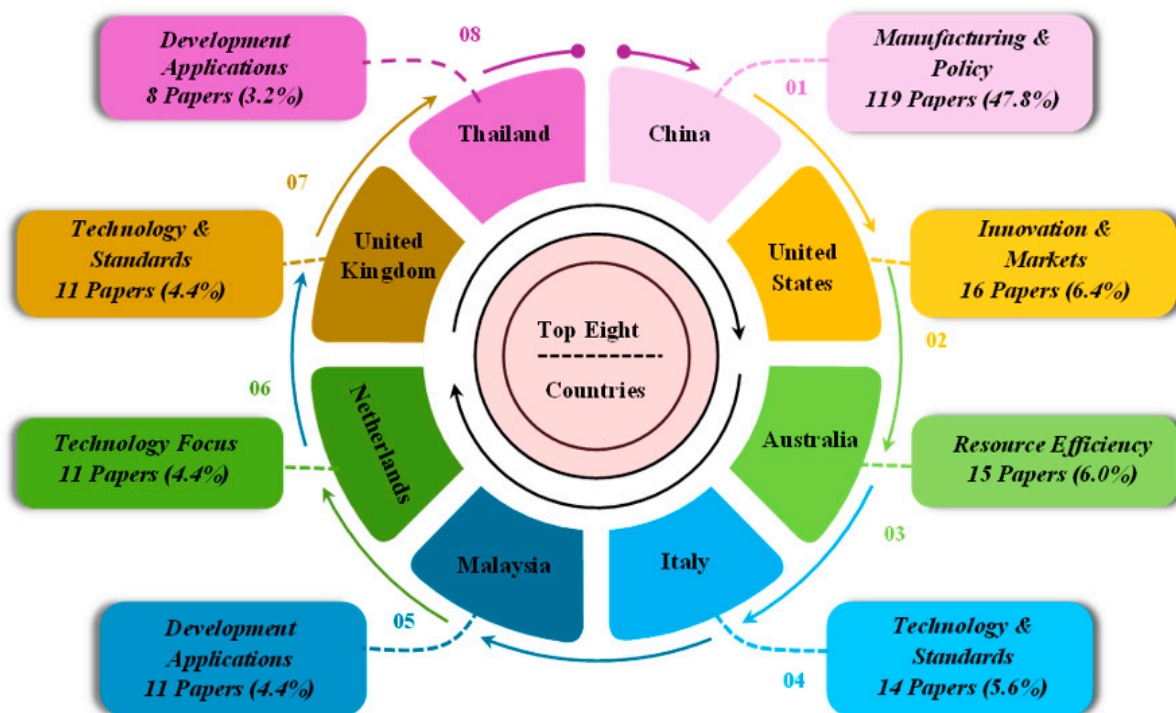 Top Eight
Countries
01
China
Manufacturing &
Policy
119 Papers (47.8%)
02
United
States
Innovation &
Markets
16 Papers (6.4%)
03
Australia
Resource Efficiency
15 Papers (6.0%)
04
Italy
Technology &
Standards
14 Papers (5.6%)
05
Malaysia
Development
Applications
11 Papers (4.4%)
06
Netherlands
Technology Focus
11 Papers (4.4%)
07
United
Kingdom
Technology &
Standards
11 Papers (4.4%)
08
Thailand
Development
Applications
8 Papers (3.2%)